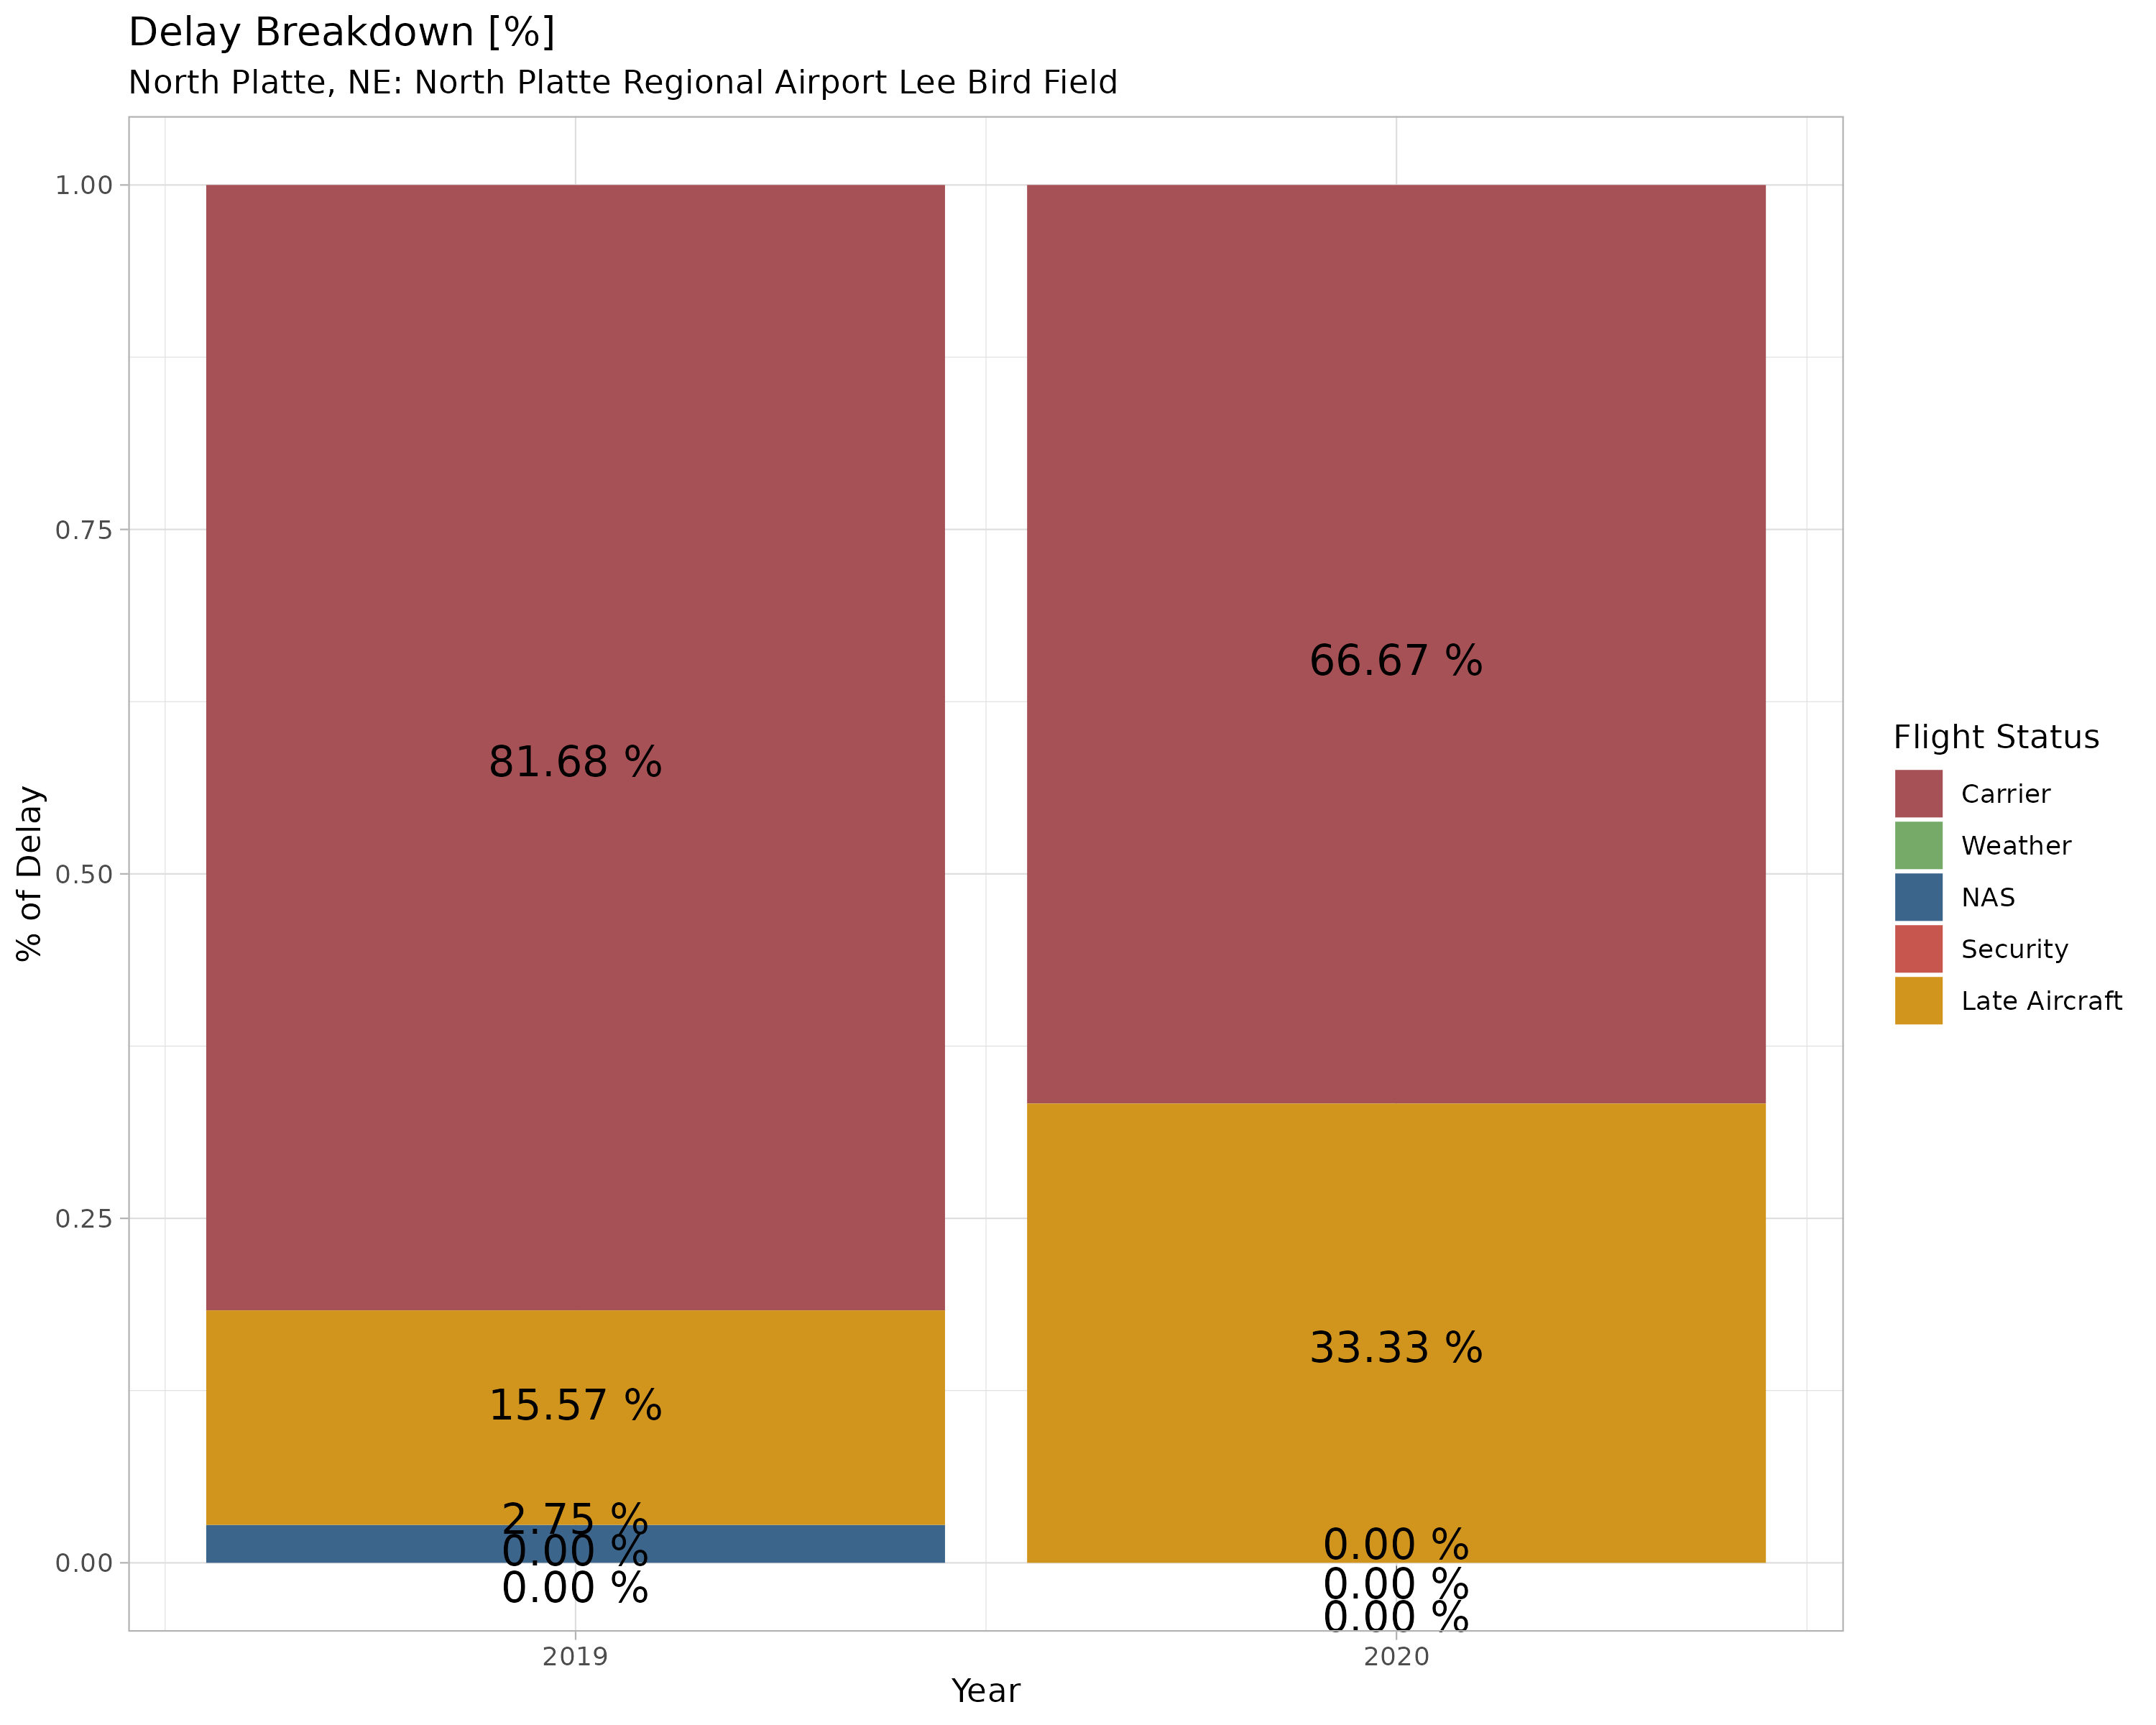 Delay Breakdown [%]
North Platte, NE: North Platte Regional Airport Lee Bird Field
% of Delay
1.00
0.75
0.50
0.25
0.00
81.68 %
15.57 %
2.75 %
0.00 %
0.00 %
66.67 %
33.33 %
0.00 %
0.00 %
0.00 %
2019
2020
Year
Flight Status
Carrier
Weather
NAS
Security
Late Aircraft